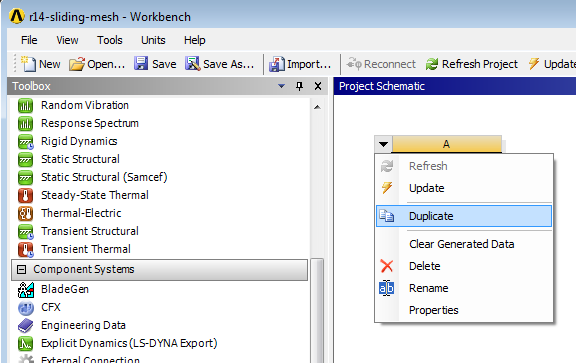 r14-sliding-mesh - Workbench
File View Tools Units Help
New Open... Save Save As... Import... Reconnect Refresh Project Update
Toolbox
Project Schematic
Random Vibration
Response Spectrum
Rigid Dynamics
Static Structural
Static Structural (Samcef)
Steady-State Thermal
Thermal-Electric
Transient Structural
Transient Thermal
Component Systems
BladeGen
CFX
Engineering Data
Explicit Dynamics (LS-DYNA Export)
External Connection
A
Refresh
Update
Duplicate
Clear Generated Data
Delete
Rename
Properties